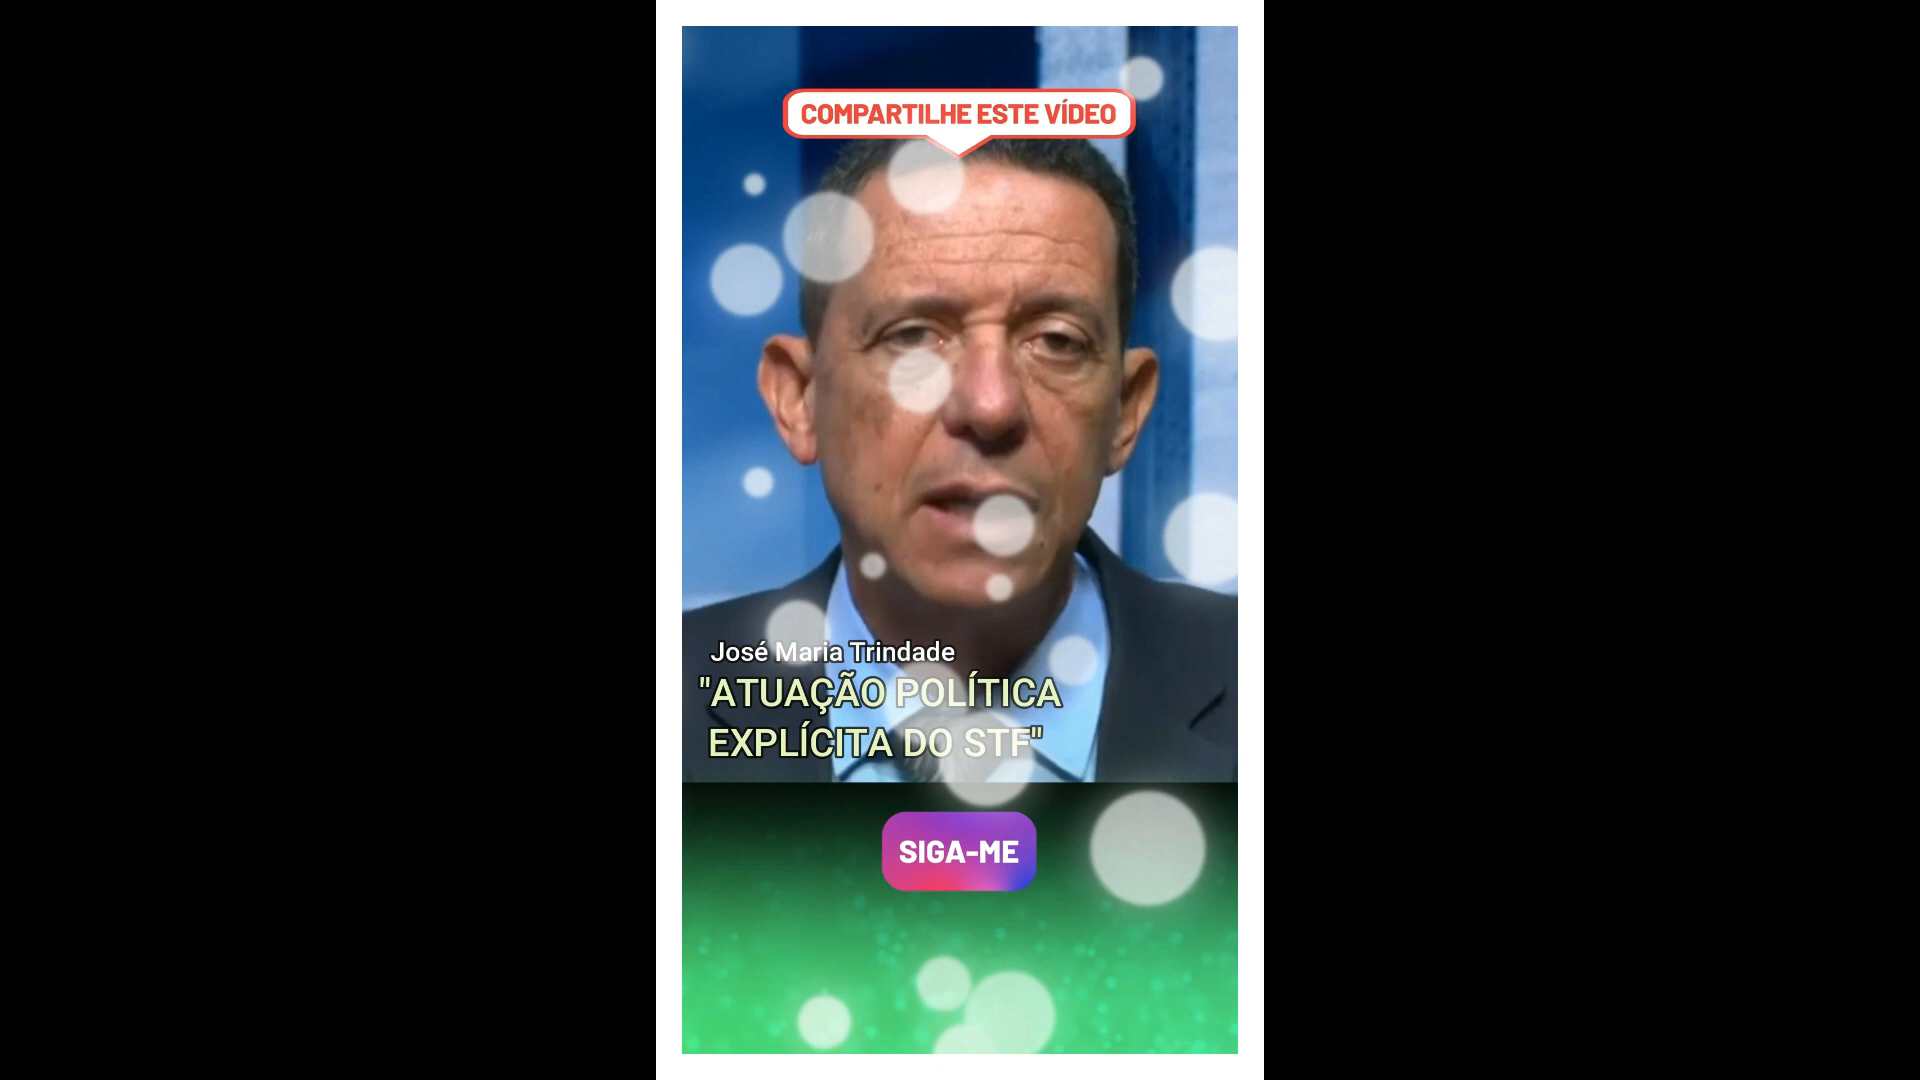 COMPARTILHE ESTE VÍDEO
José Maria Trindade
"ATUAÇÃO POLÍTICA
EXPLÍCITA DO STF"
SIGA-ME